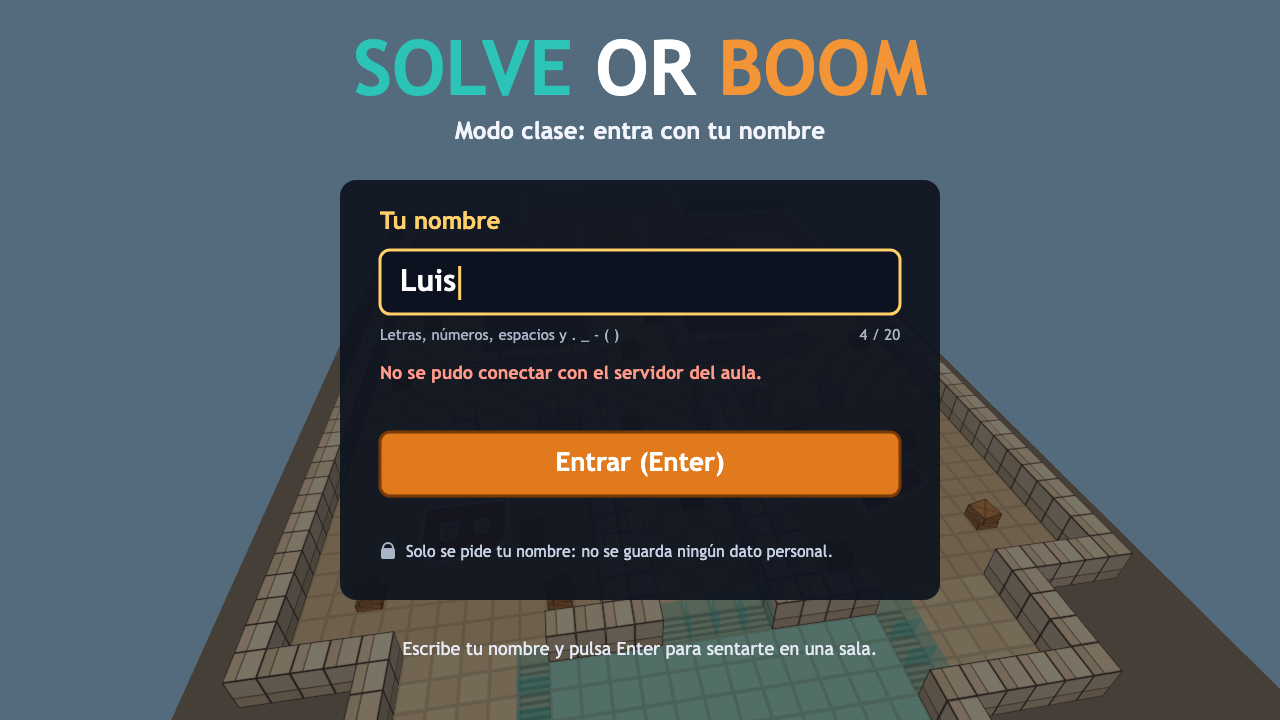 SOLVE OR BOOM
Modo clase: entra con tu nombre
Tu nombre
Luis
Letras, números, espacios y . _ - ( )
4 / 20
No se pudo conectar con el servidor del aula.
Entrar (Enter)
Solo se pide tu nombre: no se guarda ningún dato personal.
Escribe tu nombre y pulsa Enter para sentarte en una sala.